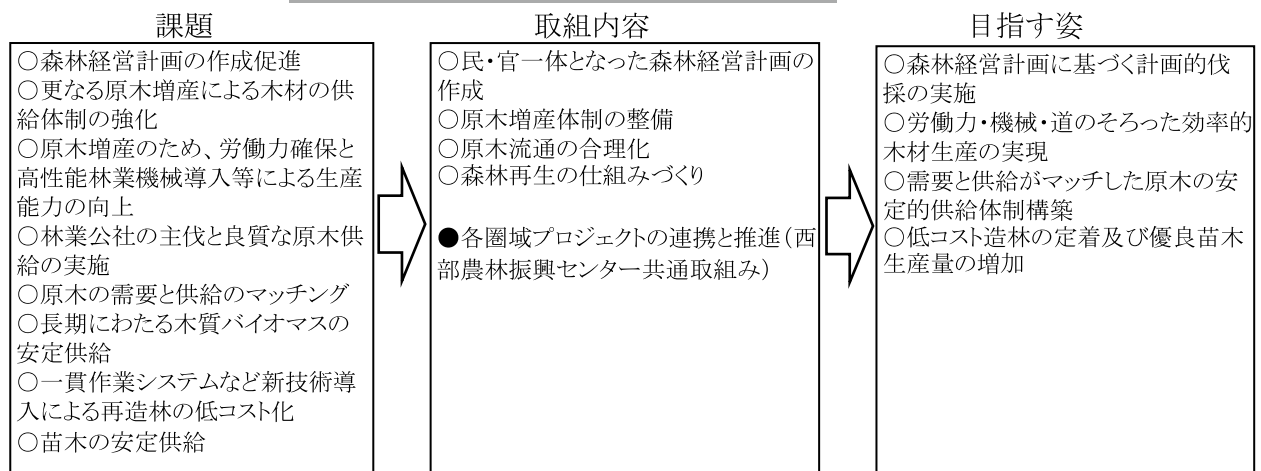 課題
○森林経営計画の作成促進
○更なる原木増産による木材の供
給体制の強化
○原木増産のため、労働力確保と
高性能林業機械導入等による生産
能力の向上
○林業公社の主伐と良質な原木供
給の実施
○原木の需要と供給のマッチング
○長期にわたる木質バイオマスの
安定供給
○一貫作業システムなど新技術導
入による再造林の低コスト化
○苗木の安定供給
取組内容
○民・官一体となった森林経営計画の
作成
○原木増産体制の整備
○原木流通の合理化
○森林再生の仕組みづくり
●各圏域プロジェクトの連携と推進（西
部農林振興センター共通取組み）
目指す姿
○森林経営計画に基づく計画的伐
採の実施
○労働力・機械・道のそろった効率的
木材生産の実現
○需要と供給がマッチした原木の安
定的供給体制構築
○低コスト造林の定着及び優良苗木
生産量の増加